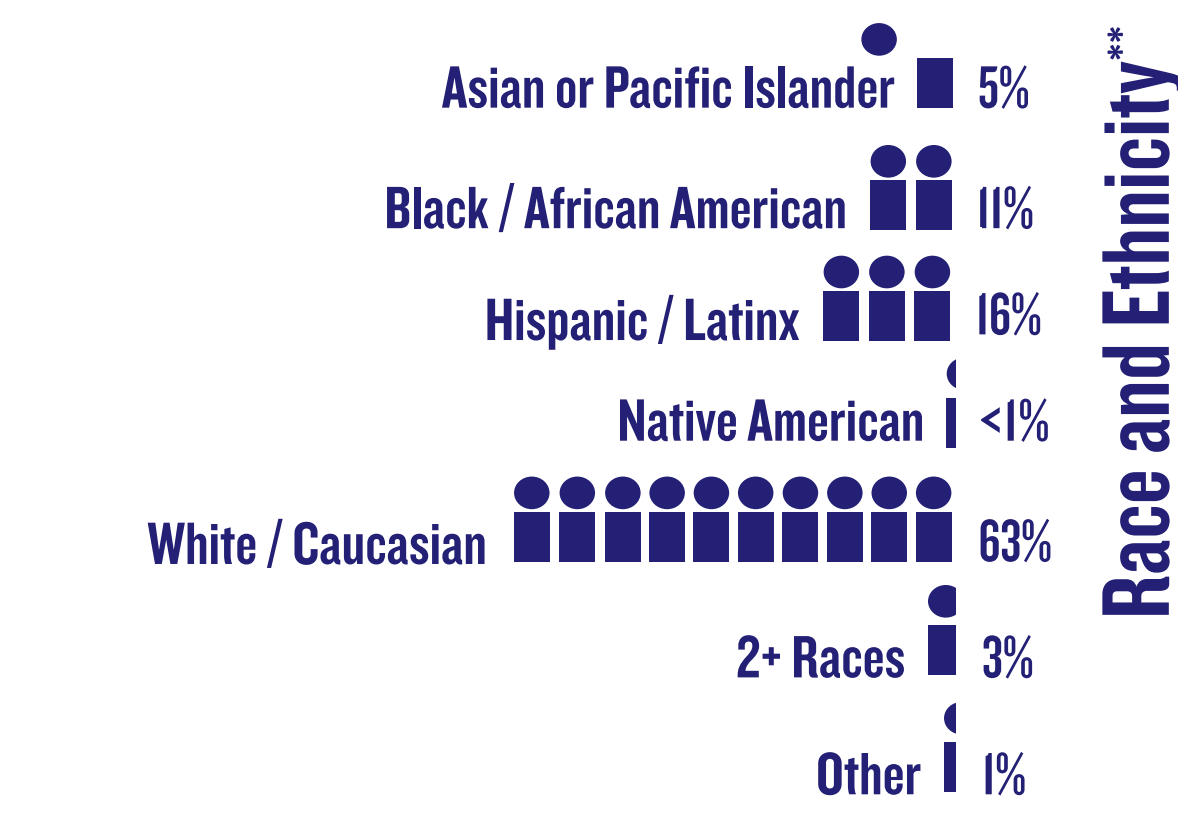 Race and Ethnicity**
Asian or Pacific Islander 5%
Black / African American 11%
Hispanic / Latinx 16%
Native American <1%
White / Caucasian 63%
2+ Races 3%
Other 1%